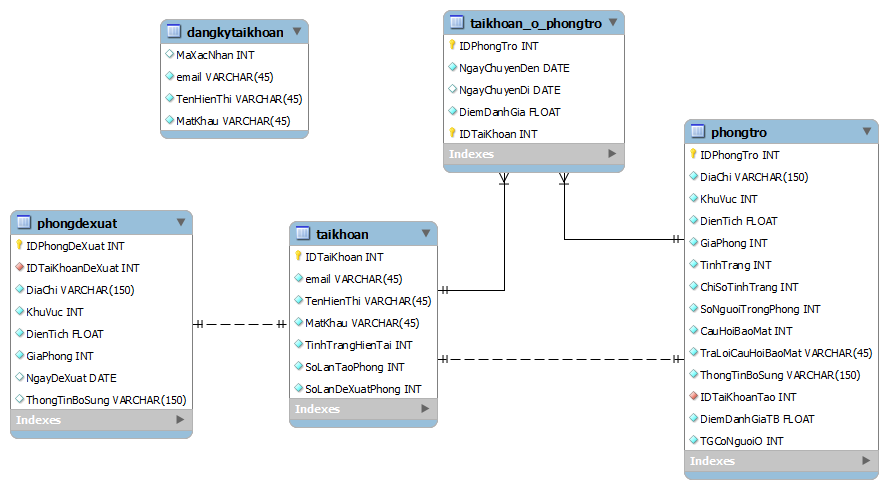 dangkytaikhoan
MaXacNhan INT
email VARCHAR(45)
TenHienThi VARCHAR(45)
MatKhau VARCHAR(45)
taikhoan_o_phongtro
IDPhongTro INT
NgayChuyenDen DATE
NgayChuyenDi DATE
DiemDanhGia FLOAT
IDTaiKhoan INT
Indexes
phongdexuat
IDPhongDeXuat INT
IDTaiKhoanDeXuat INT
DiaChi VARCHAR(150)
KhuVuc INT
DienTich FLOAT
GiaPhong INT
NgayDeXuat DATE
ThongTinBoSung VARCHAR(150)
Indexes
taikhoan
IDTaiKhoan INT
email VARCHAR(45)
TenHienThi VARCHAR(45)
MatKhau VARCHAR(45)
TinhTrangHienTai INT
SoLanTaoPhong INT
SoLanDeXuatPhong INT
Indexes
phongtro
IDPhongTro INT
DiaChi VARCHAR(150)
KhuVuc INT
DienTich FLOAT
GiaPhong INT
TinhTrang INT
ChiSoTinhTrang INT
SoNguoiTrongPhong INT
CauHoiBaoMat INT
TraLoiCauHoiBaoMat VARCHAR(45)
ThongTinBoSung VARCHAR(150)
IDTaiKhoanTao INT
DiemDanhGiaTB FLOAT
TGCoNguoiO INT
Indexes